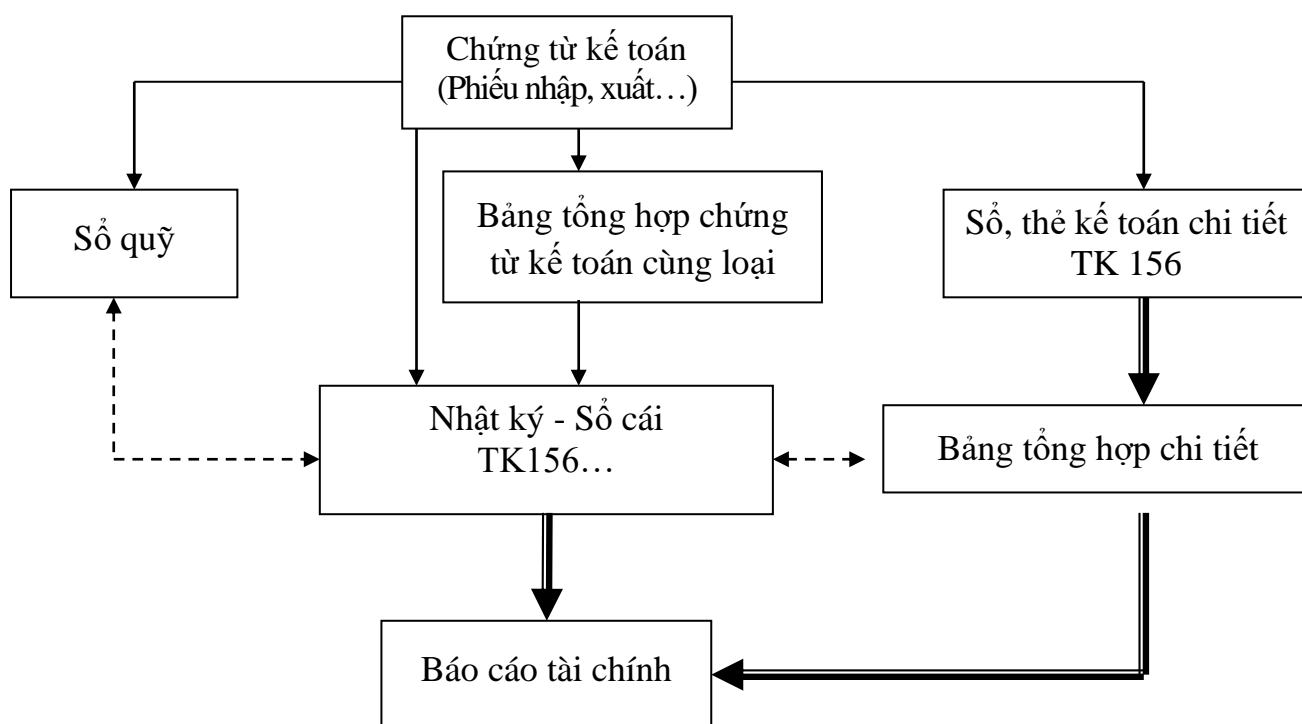 Chứng từ kế toán
(Phiếu nhập, xuất…)
Sổ quỹ
Bảng tổng hợp chứng
từ kế toán cùng loại
Sổ, thẻ kế toán chi tiết
TK 156
Nhật ký - Sổ cái
TK156…
Bảng tổng hợp chi tiết
Báo cáo tài chính